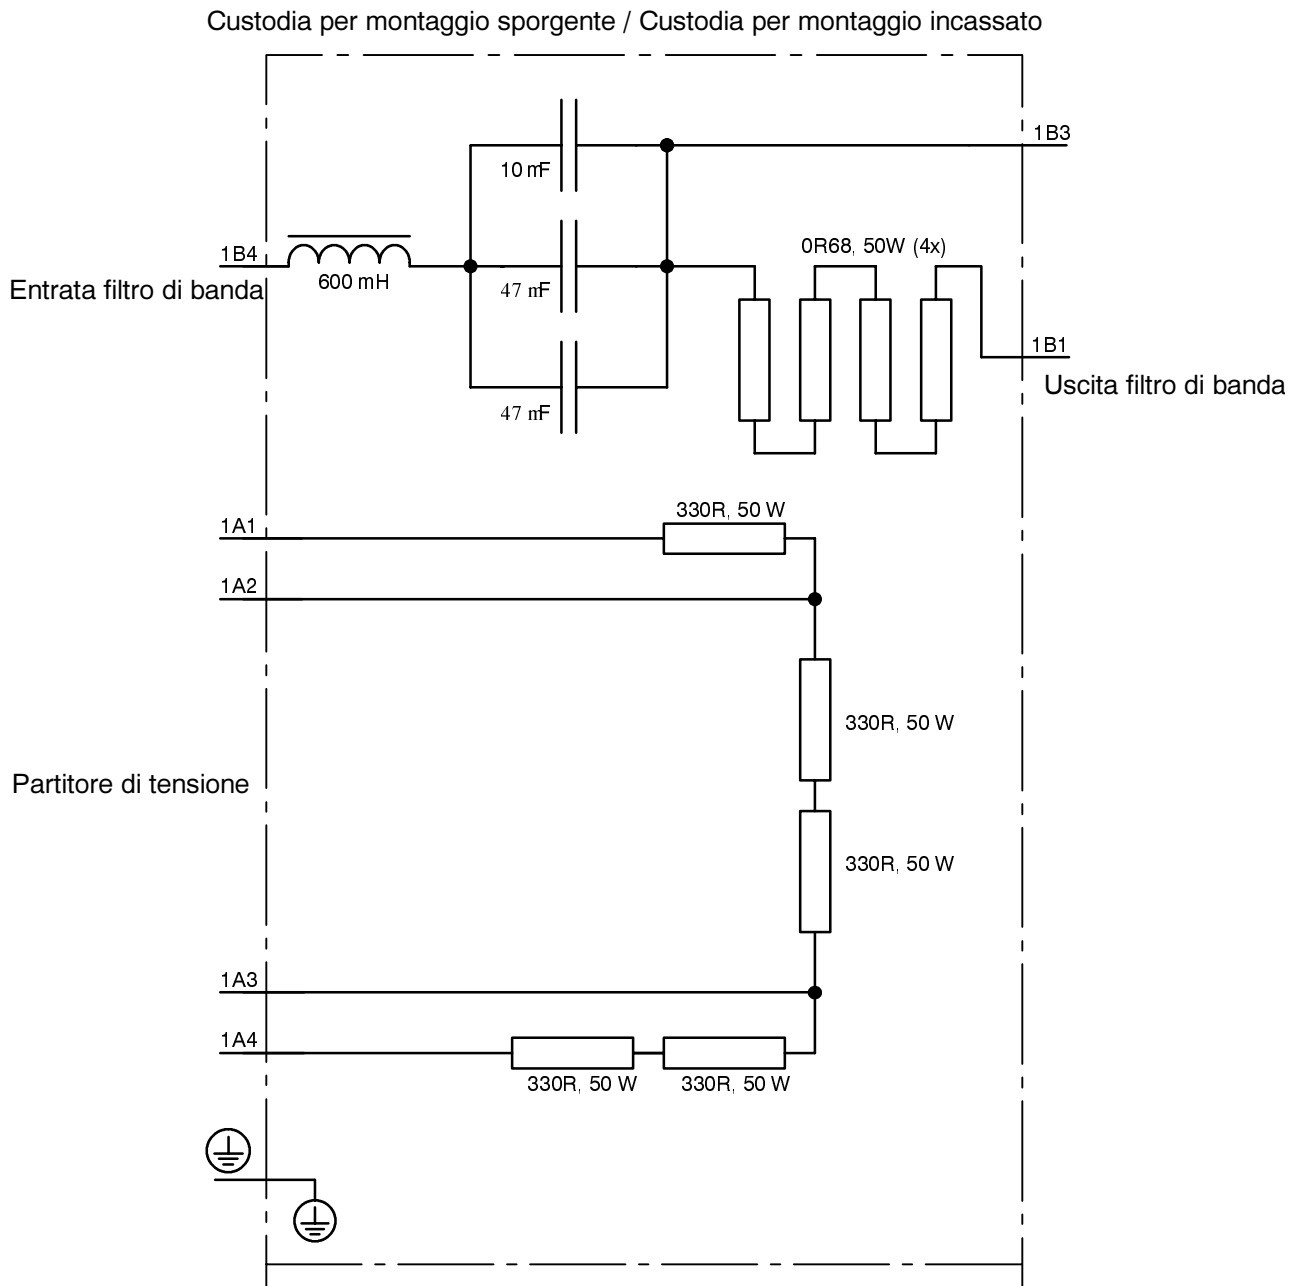 Custodia per montaggio sporgente / Custodia per montaggio incassato
1B3
10 mF
1B4
600 mH
Entrata filtro di banda
47 mF
0R68, 50W (4x)
1B1
Uscita filtro di banda
47 mF
330R, 50 W
1A1
1A2
330R, 50 W
Partitore di tensione
330R, 50 W
1A3
1A4
330R, 50 W
330R, 50 W